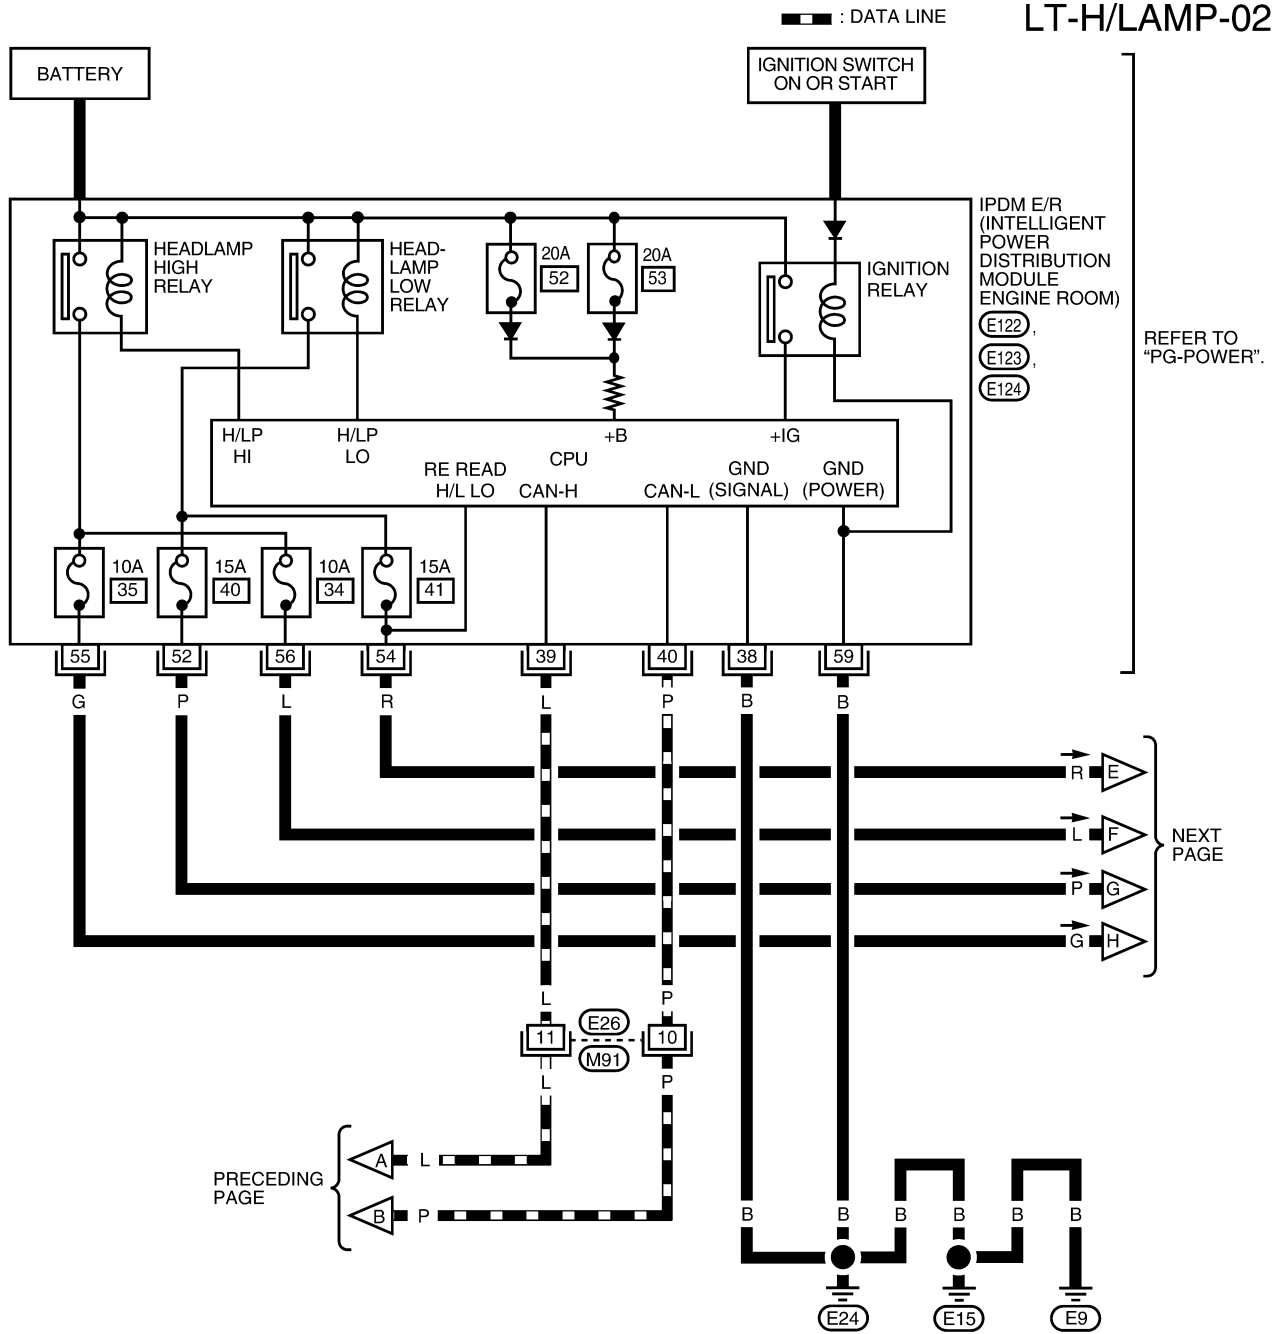 : DATA LINE
LT-H/LAMP-02
BATTERY
IGNITION SWITCH
ON OR START
IPDM E/R
(INTELLIGENT
POWER
DISTRIBUTION
MODULE
ENGINE ROOM)
E122 ,
E123 ,
E124
REFER TO
“PG-POWER”.
HEADLAMP
HIGH
RELAY
HEAD-
LAMP
LOW
RELAY
20A
52
20A
53
IGNITION
RELAY
H/LP
HI
H/LP
LO
+B
+IG
CPU
RE READ
H/L LO
CAN-H
CAN-L
GND
(SIGNAL)
GND
(POWER)
10A
35
15A
40
10A
34
15A
41
55
52
56
54
39
40
38
59
G
P
L
R
L
P
B
B
R
E
L
F
P
G
G
H
NEXT
PAGE
L
P
11
E26
M91
10
L
P
PRECEDING
PAGE
A
L
B
P
B
B
B
B
B
B
E24
E15
E9